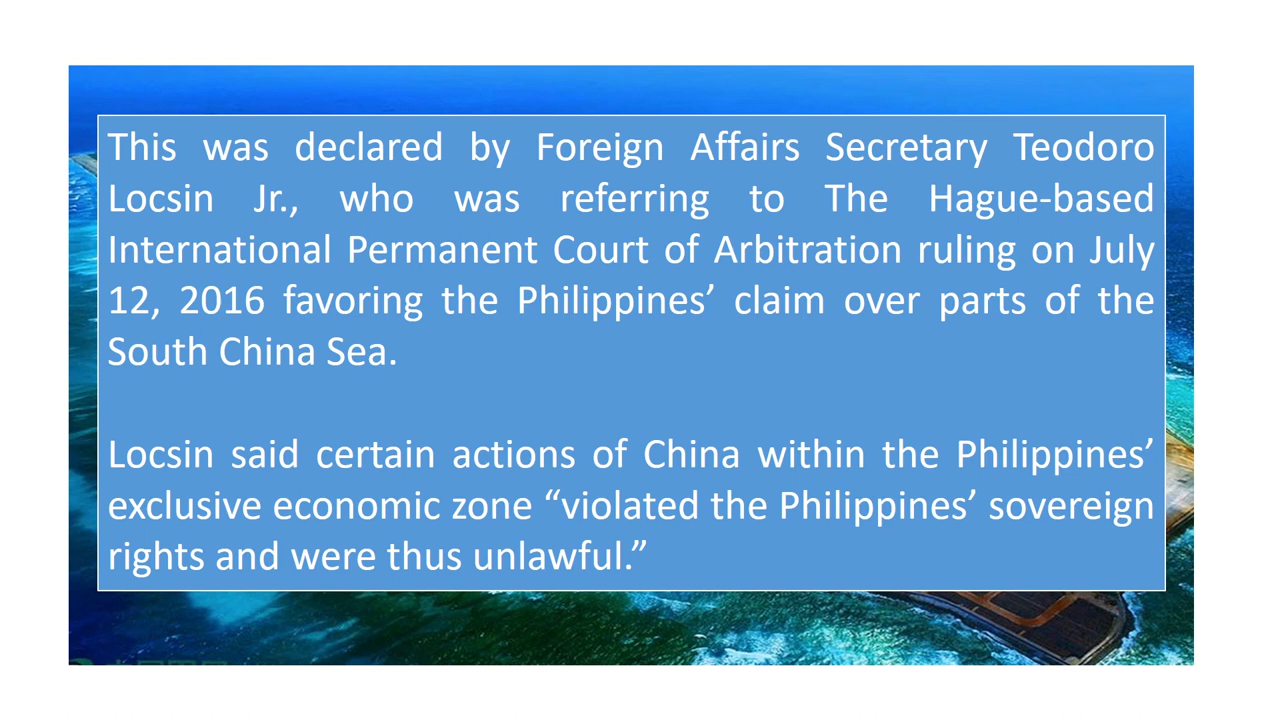 This was declared by Foreign Affairs Secretary Teodoro
Locsin Jr., who was referring to The Hague-based
International Permanent Court of Arbitration ruling on July
12, 2016 favoring the Philippines’ claim over parts of the
South China Sea.
Locsin said certain actions of China within the Philippines’
exclusive economic zone “violated the Philippines’ sovereign
rights and were thus unlawful.”